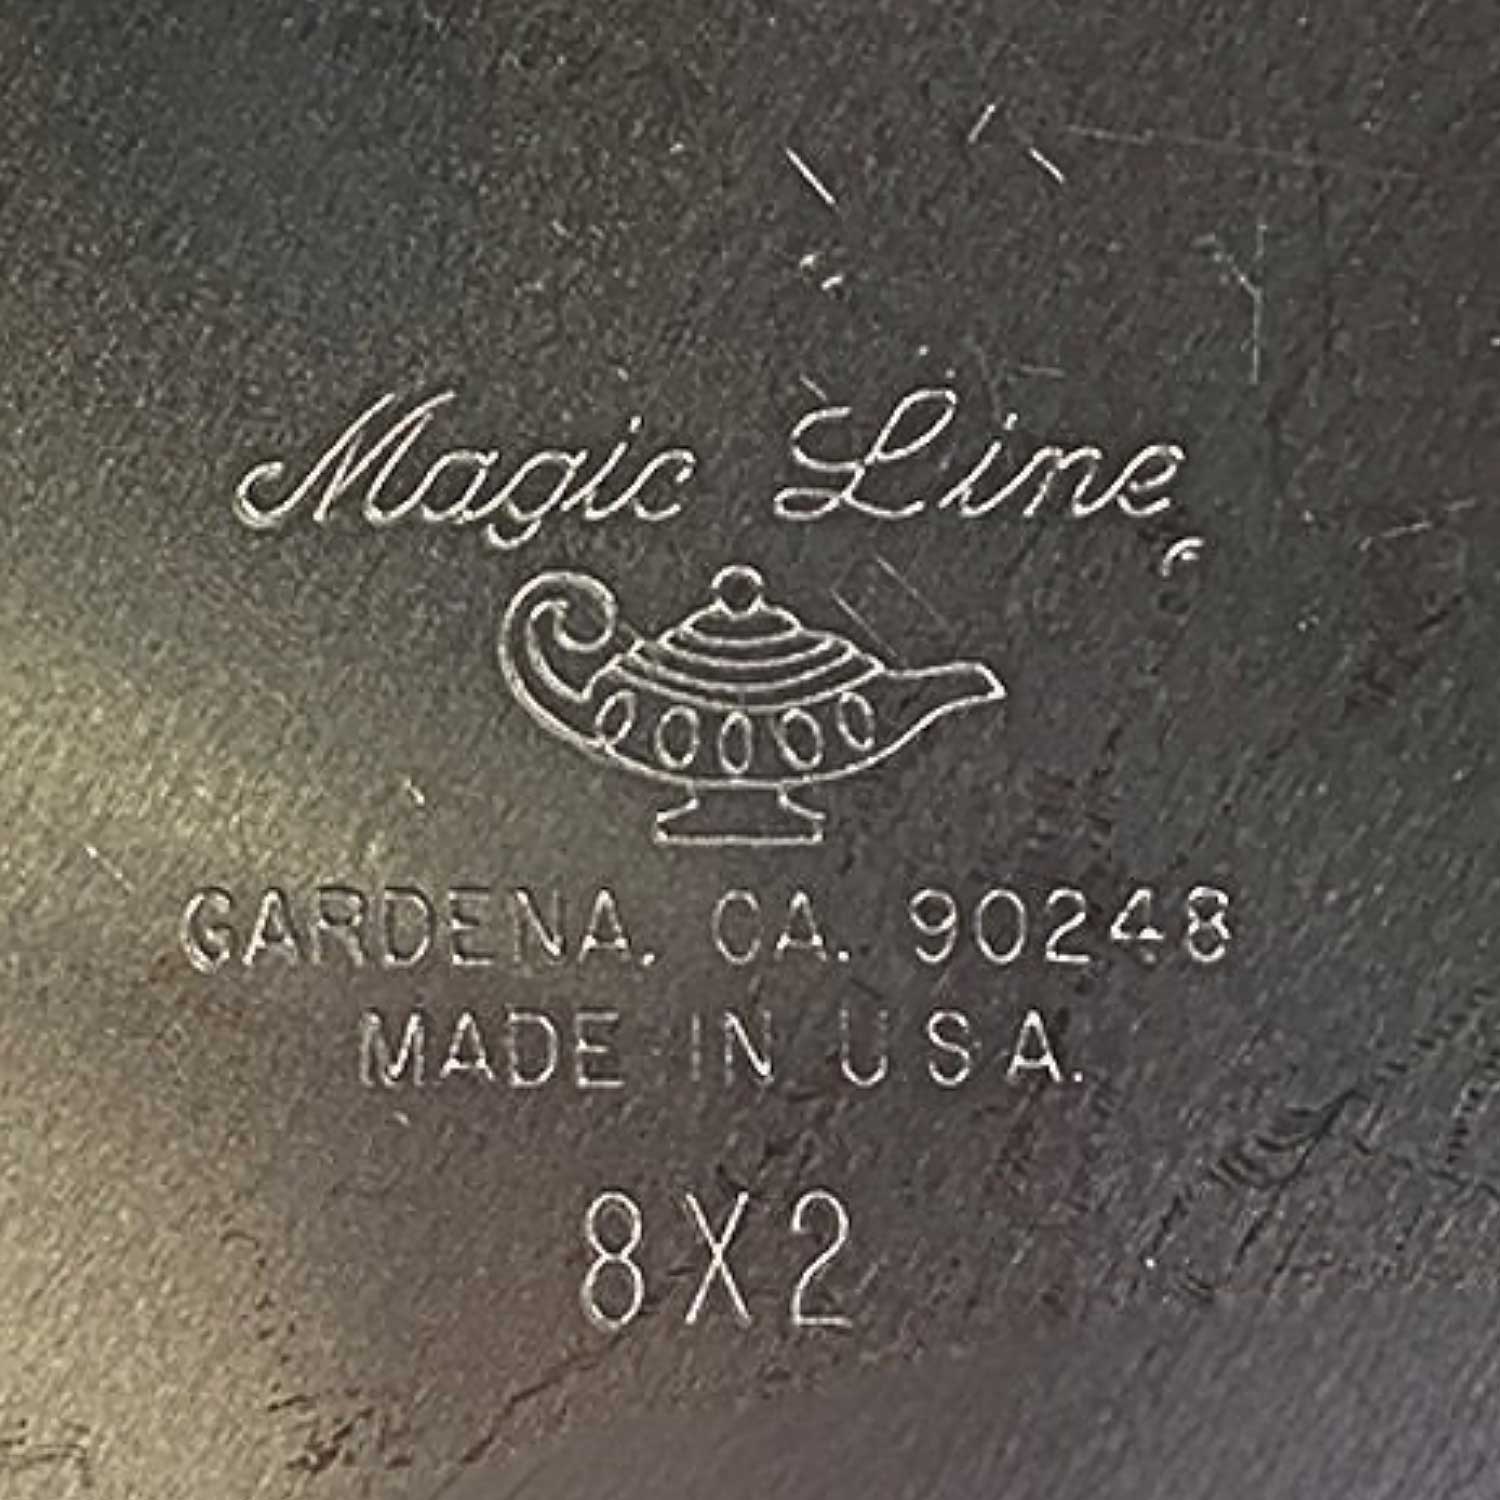 Magic Line
GARDENA, CA. 90248
MADE IN U.S.A.
8X2